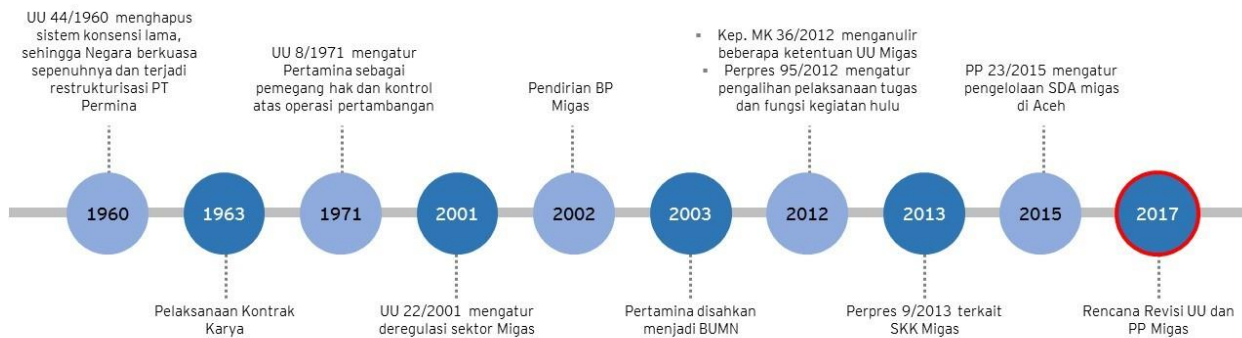 UU 44/1960 menghapus
sistem konsensi lama,
sehingga Negara berkuasa
sepenuhnya dan terjadi
restrukturisasi PT
Permina
UU 8/1971 mengatur
Pertamina sebagai
pemegang hak dan kontrol
atas operasi pertambangan
Pendirian BP
Migas
▪ Kep. MK 36/2012 menganulir
beberapa ketentuan UU Migas
▪ Perpres 95/2012 mengatur
pengalihan pelaksanaan tugas
dan fungsi kegiatan hulu
PP 23/2015 mengatur
pengelolaan SDA migas
di Aceh
1960
1963
1971
2001
2002
2003
2012
2013
2015
2017
Pelaksanaan Kontrak
Karya
UU 22/2001 mengatur
deregulasi sektor Migas
Pertamina disahkan
menjadi BUMN
Perpres 9/2013 terkait
SKK Migas
Rencana Revisi UU dan
PP Migas